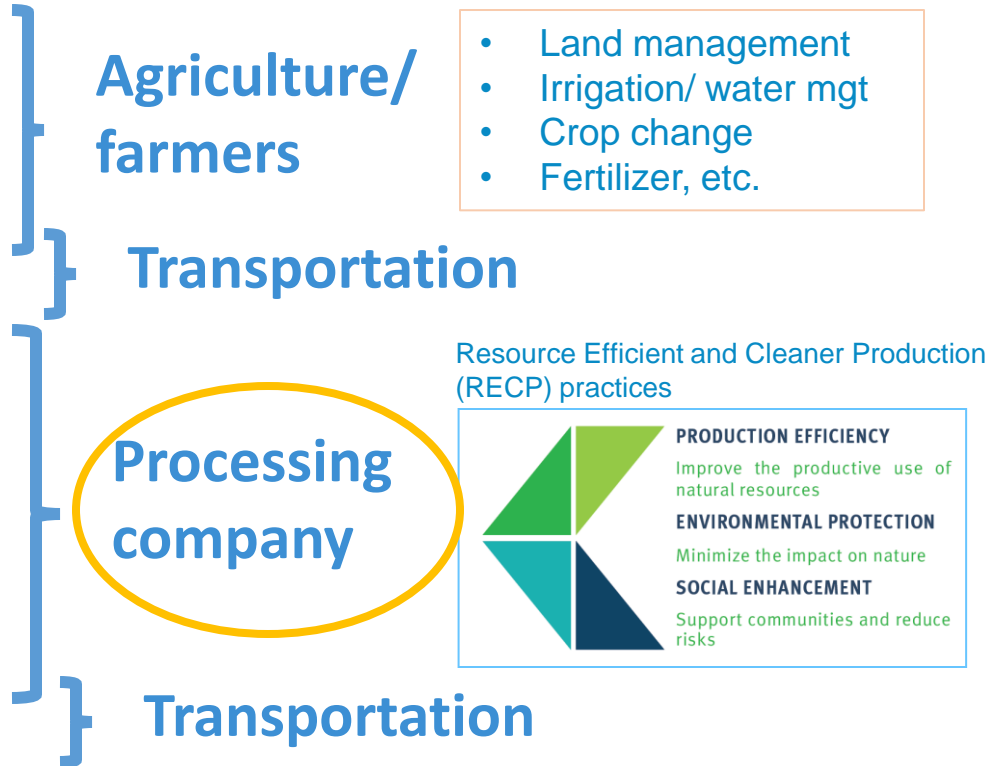 Agriculture/
farmers
• Land management
• Irrigation/ water mgt
• Crop change
• Fertilizer, etc.
Transportation
Resource Efficient and Cleaner Production
(RECP) practices
Processing
company
PRODUCTION EFFICIENCY
Improve the productive use of
natural resources
ENVIRONMENTAL PROTECTION
Minimize the impact on nature
SOCIAL ENHANCEMENT
Support communities and reduce
risks
Transportation